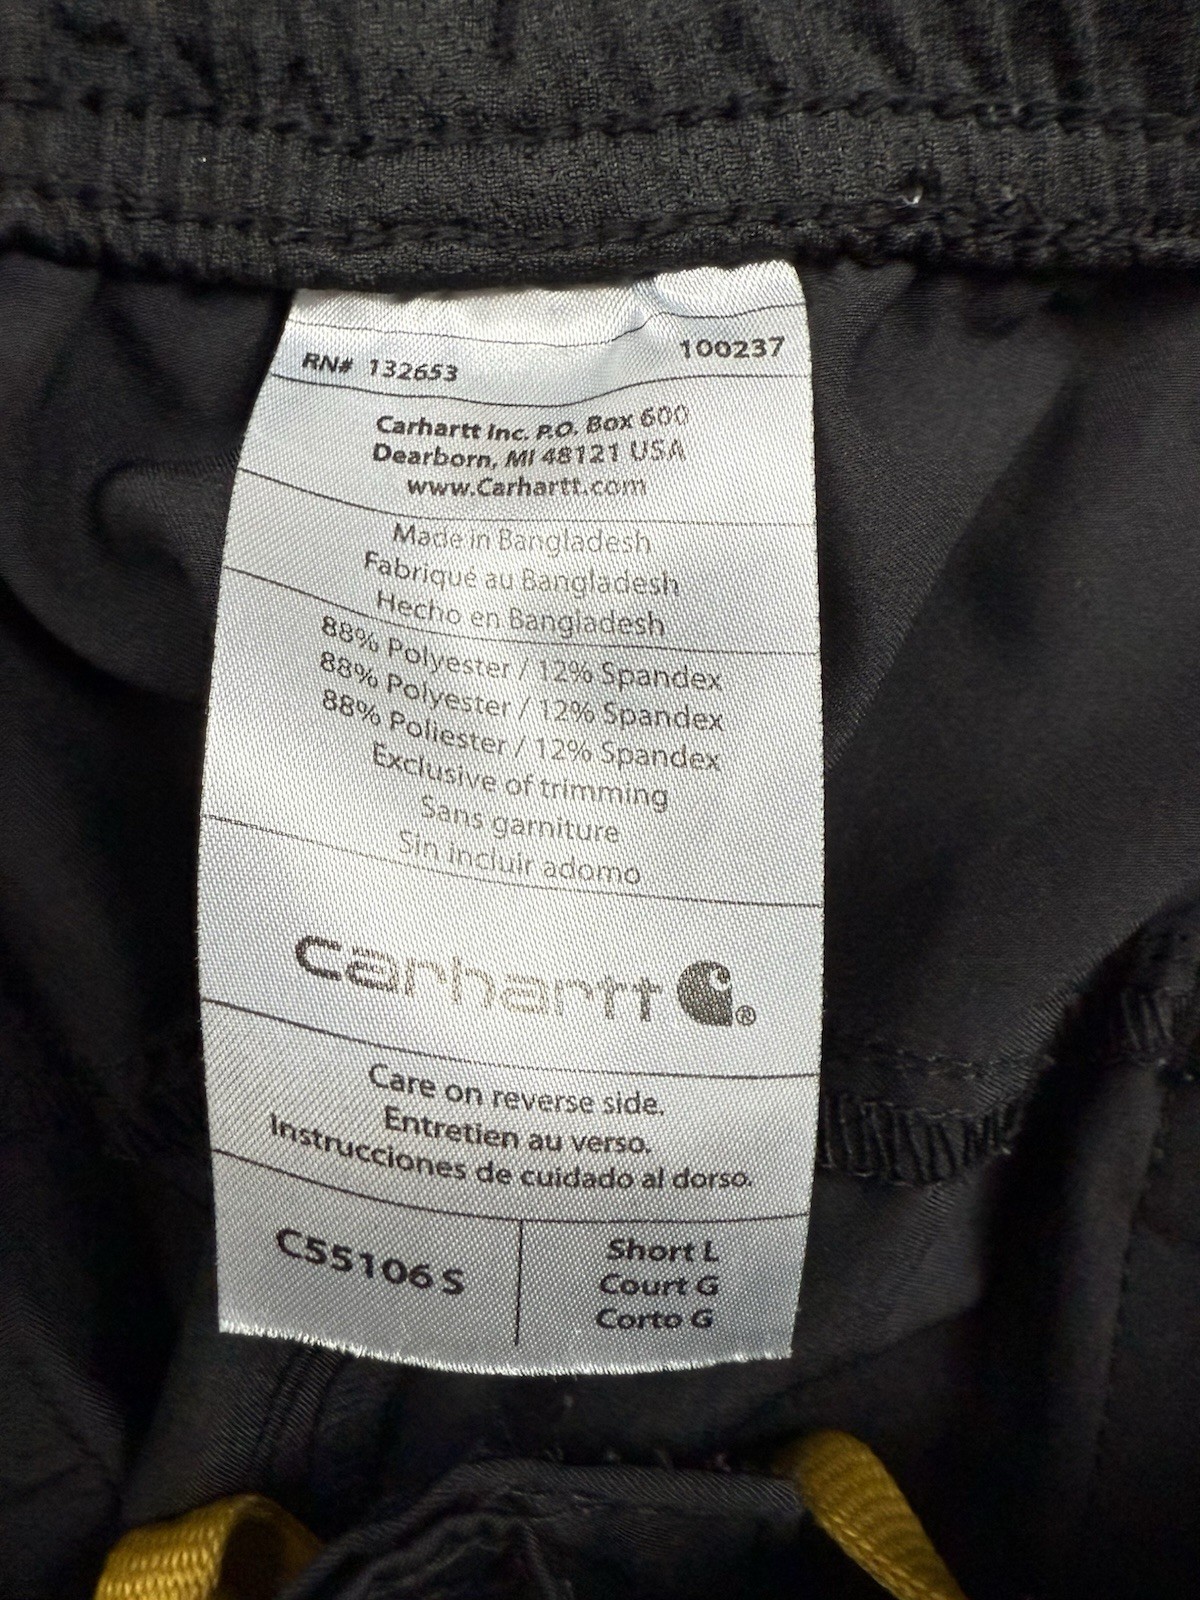 RN# 132653 100237
Carhartt Inc. P.O. Box 600
Dearborn, MI 48121 USA
www.Carhartt.com
Made in Bangladesh
Fabriqué au Bangladesh
Hecho en Bangladesh
88% Polyester / 12% Spandex
88% Polyester / 12% Spandex
88% Poliester / 12% Spandex
Exclusive of trimming
Sans garniture
Sin incluir adorno
carhartt ®
Care on reverse side.
Entretien au verso.
Instrucciones de cuidado al dorso.
C55106 S
Short L
Court G
Corto G